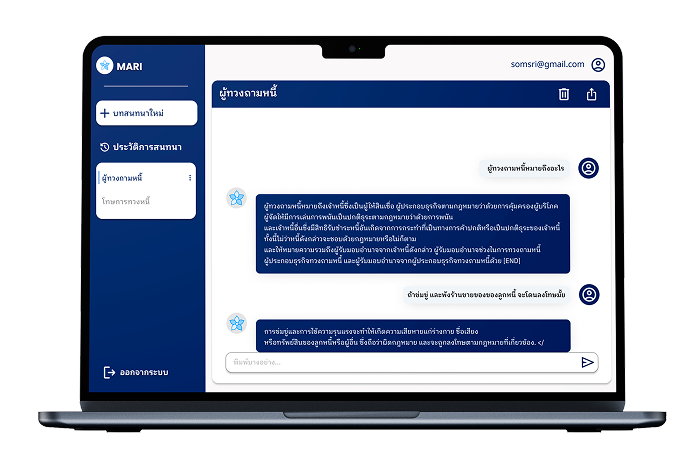 MARI
somsri@gmail.com
+ บทสนทนาใหม่
ประวัติการสนทนา
ผู้ทวงถามหนี้
โทษการทวงหนี้
ออกจากระบบ
ผู้ทวงถามหนี้
ผู้ทวงถามหนี้หมายถึงอะไร
ผู้ทวงถามหนี้หมายถึงเจ้าหนี้ซึ่งเป็นผู้ให้สินเชื่อ ผู้ประกอบธุรกิจตามกฎหมายว่าด้วยการคุ้มครองผู้บริโภค
ผู้จัดให้มีการเล่นการพนันเป็นปกติธุระตามกฎหมายว่าด้วยการพนัน
และเจ้าหนี้อื่นซึ่งมีสิทธิรับชำระหนี้อันเกิดจากการกระทำที่เป็นทางการค้าปกติหรือเป็นปกติธุระของเจ้าหนี้
ทั้งนี้ไม่ว่าหนี้ดังกล่าวจะชอบด้วยกฎหมายหรือไม่ก็ตาม
และให้หมายความรวมถึงผู้รับมอบอำนาจจากเจ้าหนี้ดังกล่าว ผู้รับมอบอำนาจช่วงในการทวงถามหนี้
ผู้ประกอบธุรกิจทวงถามหนี้ และผู้รับมอบอำนาจจากผู้ประกอบธุรกิจทวงถามหนี้ด้วย [END]
ถ้าข่มขู่ และพังร้านขายของของลูกหนี้ จะโดนลงโทษมั้ย
การข่มขู่และการใช้ความรุนแรงจะทำให้เกิดความเสียหายแก่ร่างกาย ชื่อเสียง
หรือทรัพย์สินของลูกหนี้หรือผู้อื่น ซึ่งถือว่าผิดกฎหมาย และจะถูกลงโทษตามกฎหมายที่เกี่ยวข้อง. </
พิมพ์บางอย่าง...